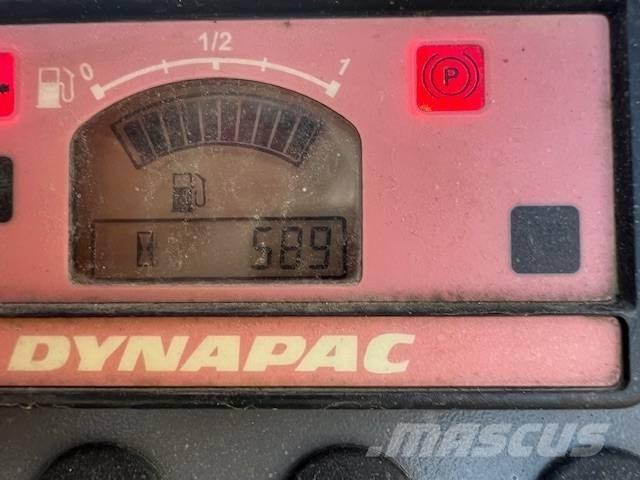 1/2
0
1
P
589
DYNAPAC
mascus